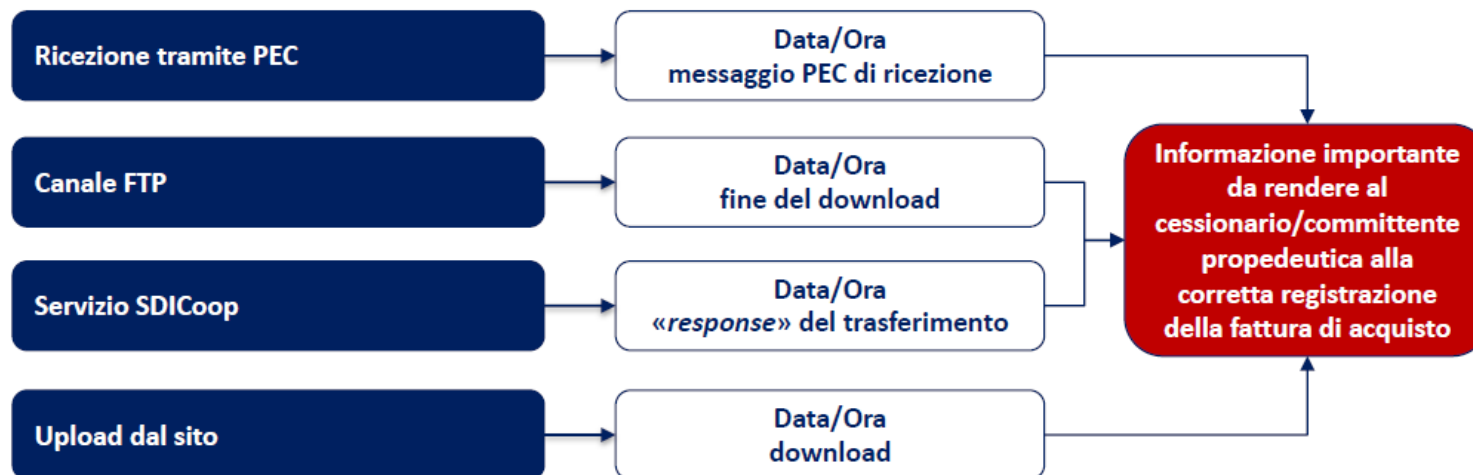 Ricezione tramite PEC
Data/Ora
messaggio PEC di ricezione
Canale FTP
Data/Ora
fine del download
Servizio SDICoop
Data/Ora
«response» del trasferimento
Upload dal sito
Data/Ora
download
Informazione importante
da rendere al
cessionario/committente
propedeutica alla
corretta registrazione
della fattura di acquisto